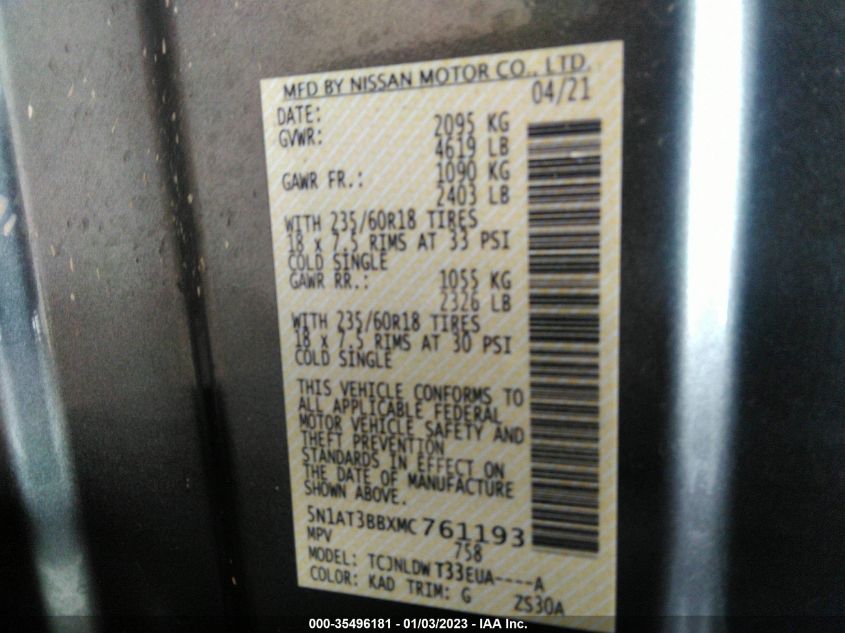 MFD BY NISSAN MOTOR CO., LTD.
DATE: 04/21
GVWR: 2095 KG
4619 LB
GAWR FR.: 1090 KG
2403 LB
WITH 235/60R18 TIRES
18 x 7.5 RIMS AT 33 PSI
COLD SINGLE
GAWR RR.: 1055 KG
2326 LB
WITH 235/60R18 TIRES
18 x 7.5 RIMS AT 30 PSI
COLD SINGLE
THIS VEHICLE CONFORMS TO
ALL APPLICABLE FEDERAL
MOTOR VEHICLE SAFETY AND
THEFT PREVENTION
STANDARDS IN EFFECT ON
THE DATE OF MANUFACTURE
SHOWN ABOVE.
5N1AT3BBXMC761193
MPV 758
MODEL: TCJNLDWT33EUA----A
COLOR: KAD TRIM: G ZS30A
000-35496181 - 01/03/2023 - IAA Inc.